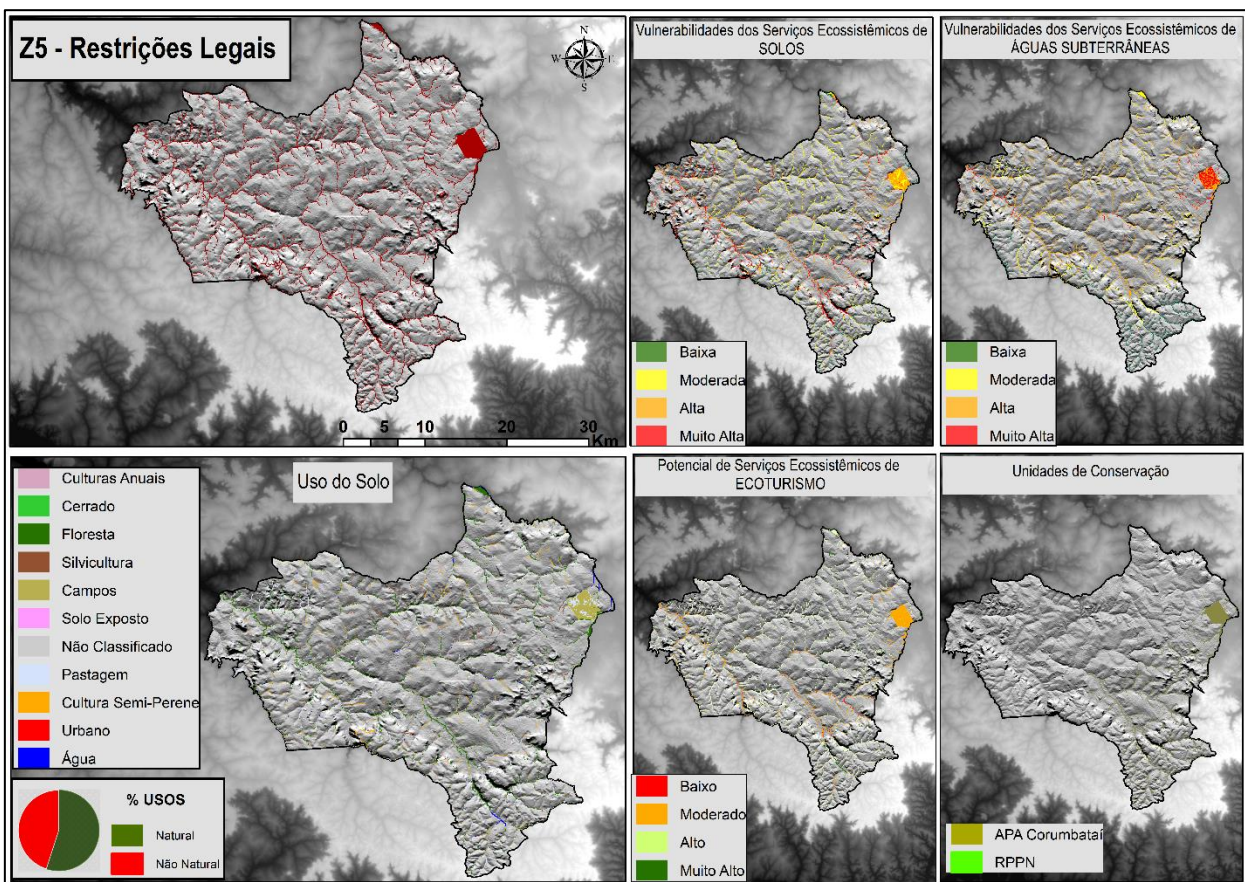 Z5 - Restrições Legais
N
W
E
S
0 10 20 30
Km
Vulnerabilidades dos Serviços Ecossistêmicos de
SOLOS
Baixa
Moderada
Alta
Muito Alta
Vulnerabilidades dos Serviços Ecossistêmicos de
ÁGUAS SUBTERRÂNEAS
Baixa
Moderada
Alta
Muito Alta
Uso do Solo
Culturas Anuais
Cerrado
Floresta
Silvicultura
Campos
Solo Exposto
Não Classificado
Pastagem
Cultura Semi-Perene
Urbano
Água
% USOS
Natural
Não Natural
Potencial de Serviços Ecossistêmicos de
ECOTURISMO
Baixo
Moderado
Alto
Muito Alto
Unidades de Conservação
APA Corumbataí
RPPN